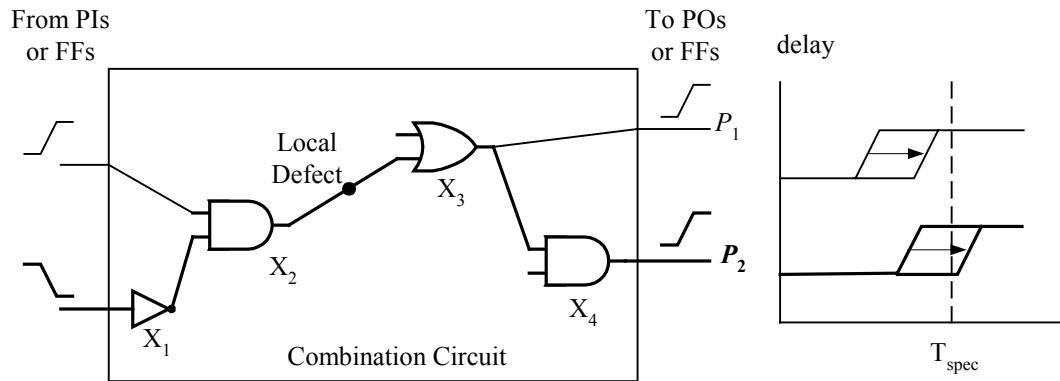 From PIs
or FFs
To POs
or FFs
delay
P1
Local
Defect
X3
X2
P2
X4
X1
Combination Circuit
Tspec